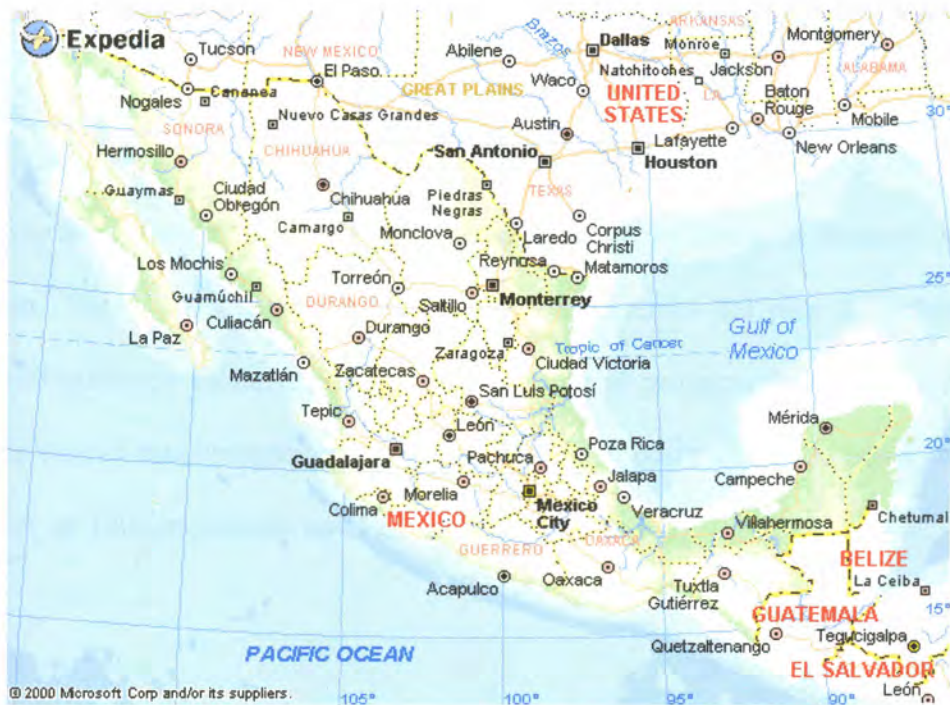 Expedia
Tucson
NEW MEXICO
Abilene
Brazos
Dallas
ARKANSAS
Monroe
Montgomery
El Paso
GREAT PLAINS
Waco
Natchitoches
Jackson
ALABAMA
Nogales
Cananea
UNITED
STATES
LA
Baton
Rouge
30°
SONORA
Nuevo Casas Grandes
Austin
Lafayette
Mobile
New Orleans
Hermosillo
CHIHUAHUA
San Antonio
Houston
Guaymas
Ciudad
Obregón
Chihuahua
Piedras
Negras
TEXAS
Camargo
Monclova
Laredo
Corpus
Christi
Los Mochis
Torreón
Reynosa
Matamoros
25°
Guamúchil
DURANGO
Saltillo
Monterrey
La Paz
Culiacán
Durango
Zaragoza
Tropic of Cancer
Gulf of
Mexico
Mazatlán
Zacatecas
Ciudad Victoria
San Luis Potosí
Tepic
León
Mérida
Poza Rica
20°
Guadalajara
Pachuca
Jalapa
Campeche
Colima
Morelia
MEXICO
Mexico
City
Veracruz
Villahermosa
Chetumal
GUERRERO
OAXACA
BELIZE
Acapulco
Oaxaca
Tuxtla
Gutiérrez
La Ceiba
GUATEMALA
15°
Quetzaltenango
Tegucigalpa
PACIFIC OCEAN
EL SALVADOR
© 2000 Microsoft Corp and/or its suppliers.
105°
100°
95°
90°
León